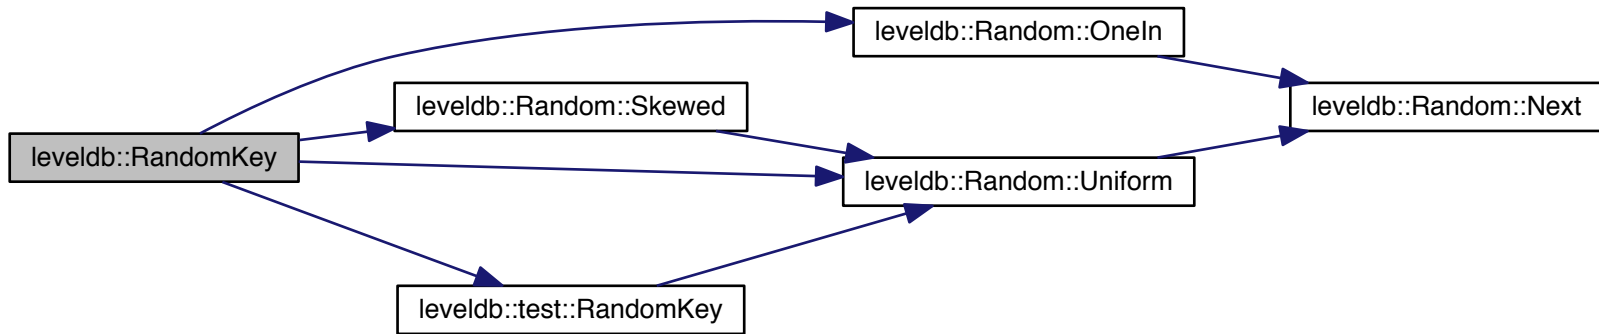 leveldb::Random::OneIn
leveldb::Random::Skewed
leveldb::Random::Next
leveldb::RandomKey
leveldb::Random::Uniform
leveldb::test::RandomKey